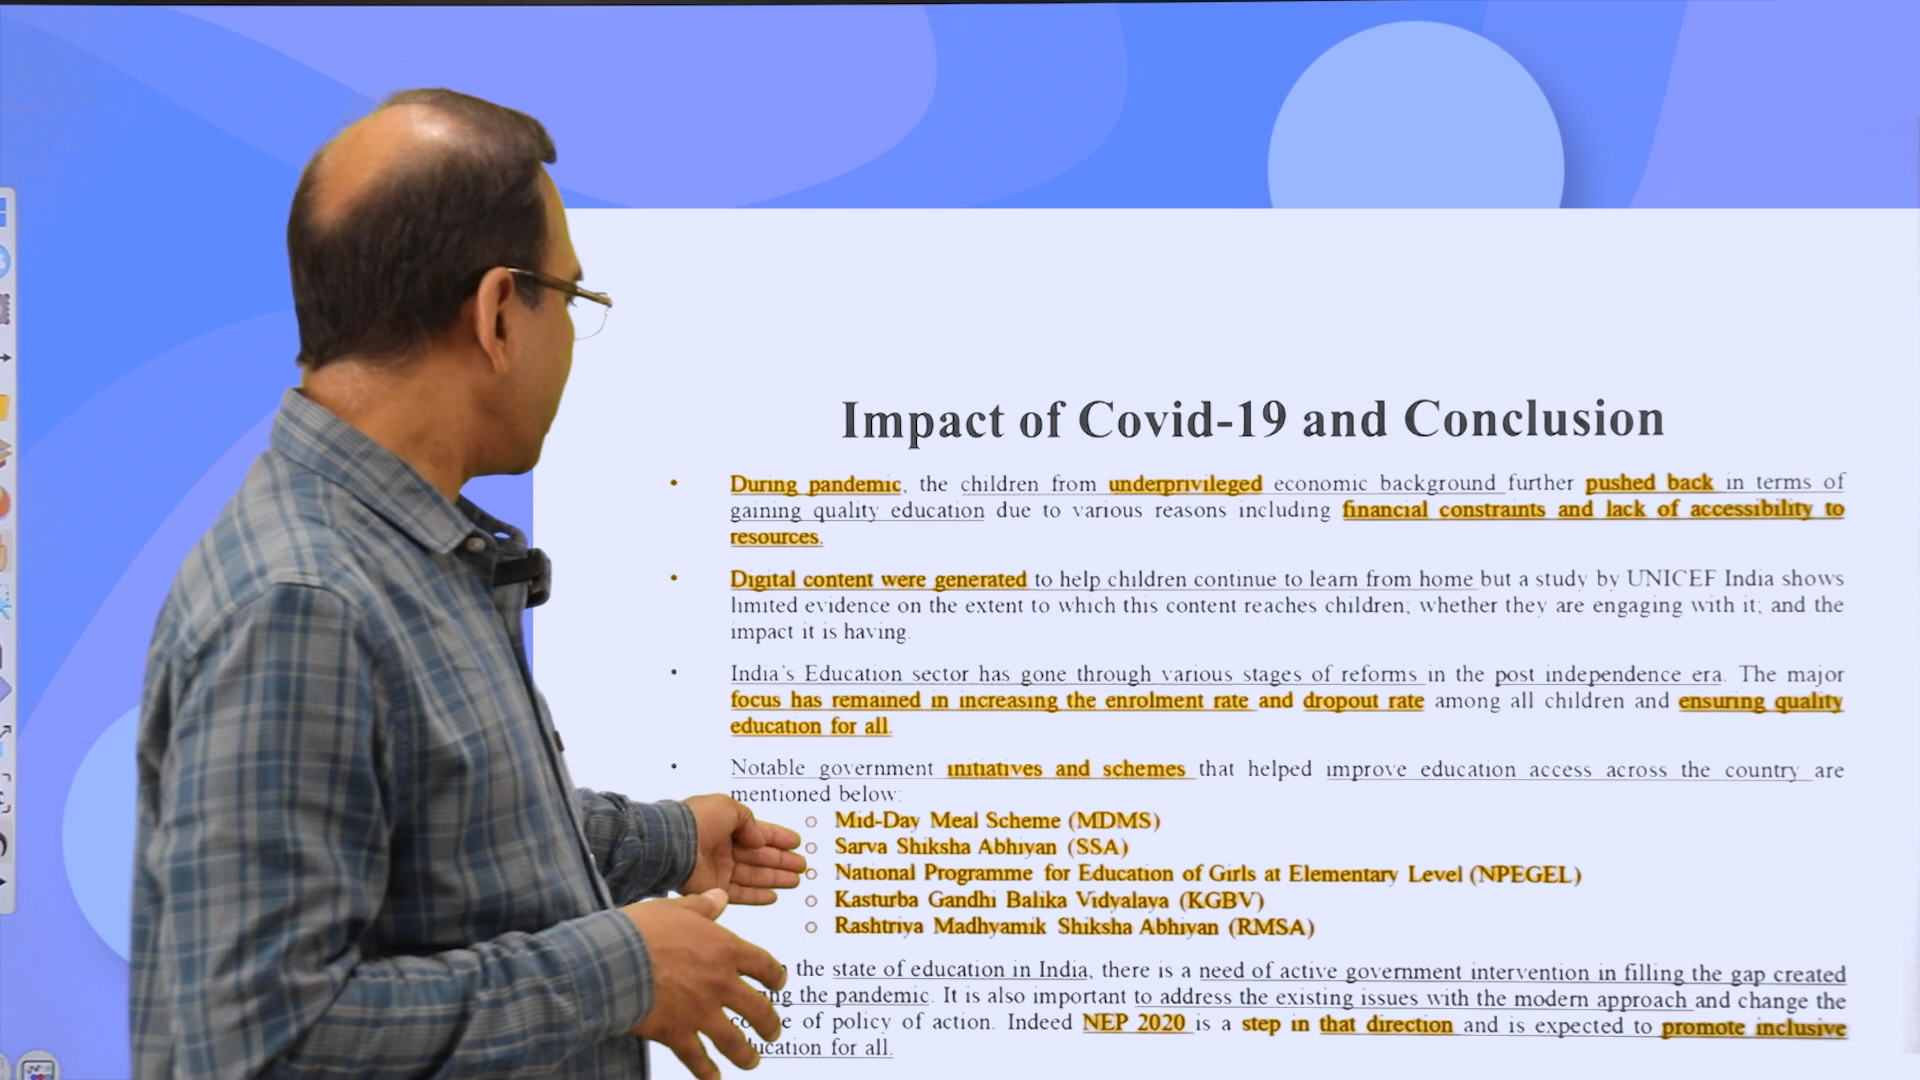 Impact of Covid-19 and Conclusion
• During pandemic, the children from underprivileged economic background further pushed back in terms of
gaining quality education due to various reasons including financial constraints and lack of accessibility to
resources.
• Digital content were generated to help children continue to learn from home but a study by UNICEF India shows
limited evidence on the extent to which this content reaches children; whether they are engaging with it; and the
impact it is having.
• India's Education sector has gone through various stages of reforms in the post independence era. The major
focus has remained in increasing the enrolment rate and dropout rate among all children and ensuring quality
education for all.
• Notable government initiatives and schemes that helped improve education access across the country are
mentioned below:
○ Mid-Day Meal Scheme (MDMS)
○ Sarva Shiksha Abhiyan (SSA)
○ National Programme for Education of Girls at Elementary Level (NPEGEL)
○ Kasturba Gandhi Balika Vidyalaya (KGBV)
○ Rashtriya Madhyamik Shiksha Abhiyan (RMSA)
the state of education in India, there is a need of active government intervention in filling the gap created
the pandemic. It is also important to address the existing issues with the modern approach and change the
of policy of action. Indeed NEP 2020 is a step in that direction and is expected to promote inclusive
education for all.